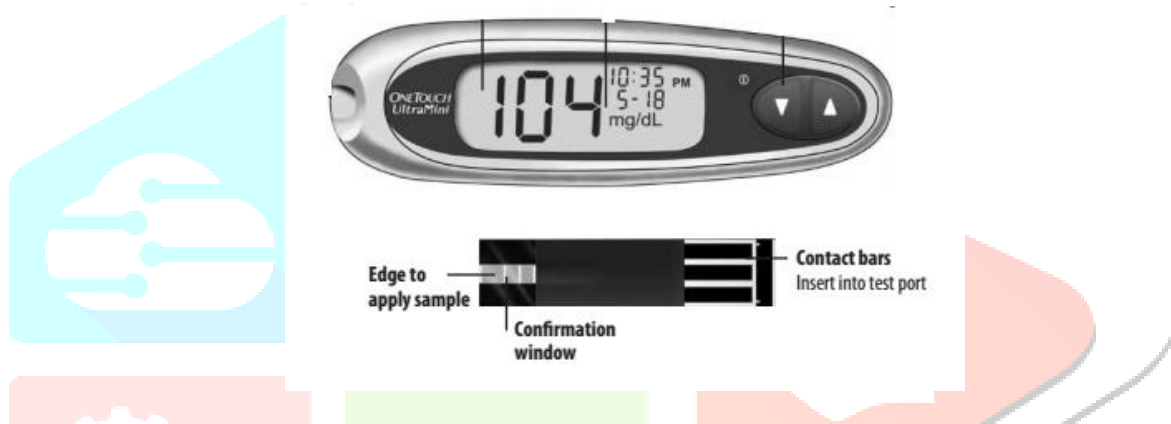 ONETOUCH
UltraMini
104
10:35 PM
5-18
mg/dL
Edge to
apply sample
Confirmation
window
Contact bars
Insert into test port